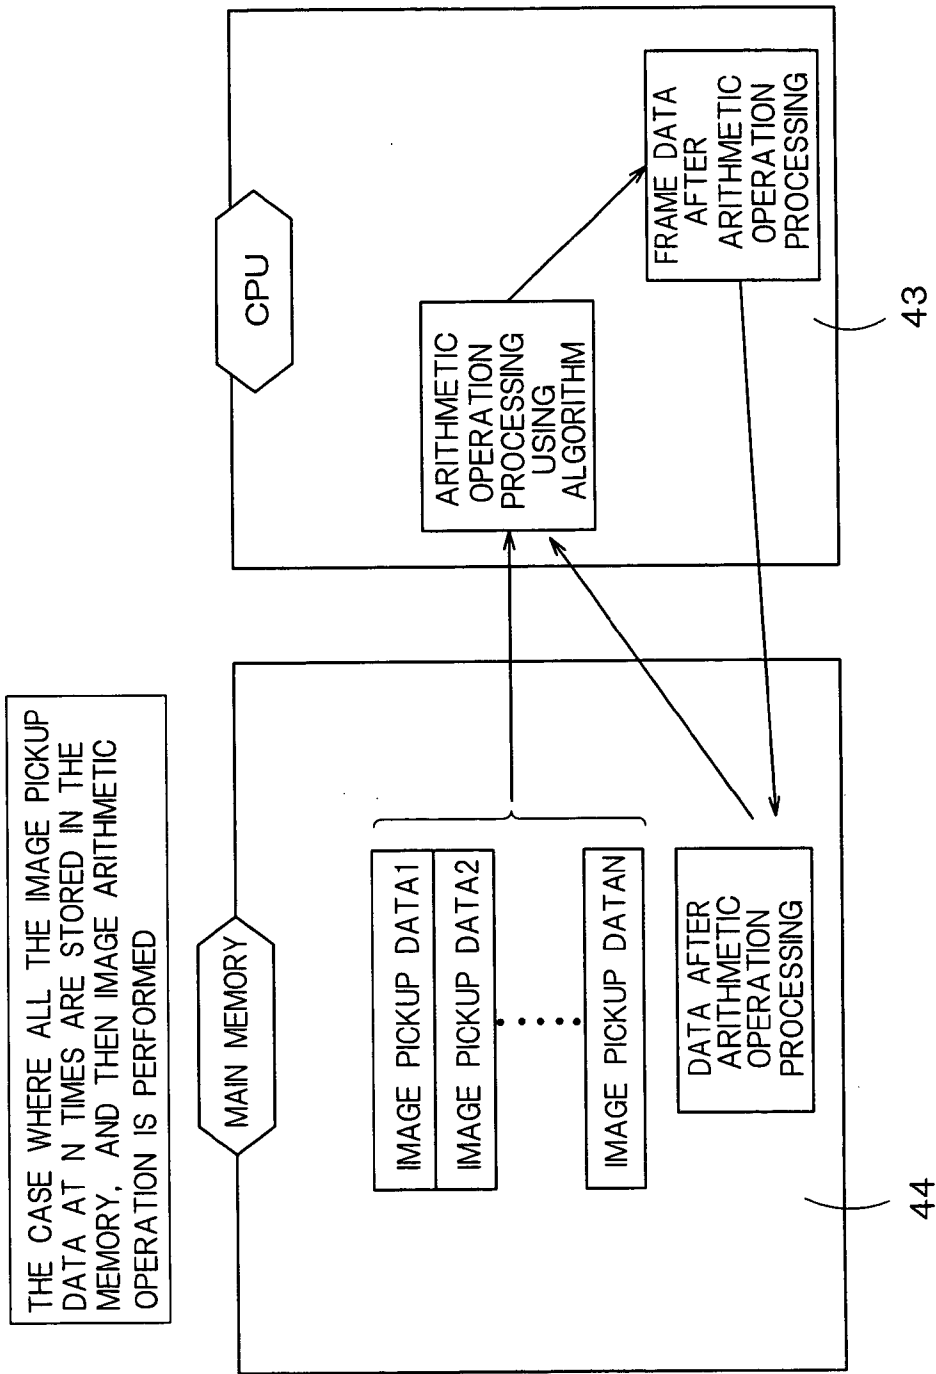 THE CASE WHERE ALL THE IMAGE PICKUP
DATA AT N TIMES ARE STORED IN THE
MEMORY, AND THEN IMAGE ARITHMETIC
OPERATION IS PERFORMED
MAIN MEMORY
IMAGE PICKUP DATA1
IMAGE PICKUP DATA2
IMAGE PICKUP DATAN
DATA AFTER
ARITHMETIC
OPERATION
PROCESSING
44
CPU
ARITHMETIC
OPERATION
PROCESSING
USING
ALGORITHM
FRAME DATA
AFTER
ARITHMETIC
OPERATION
PROCESSING
43